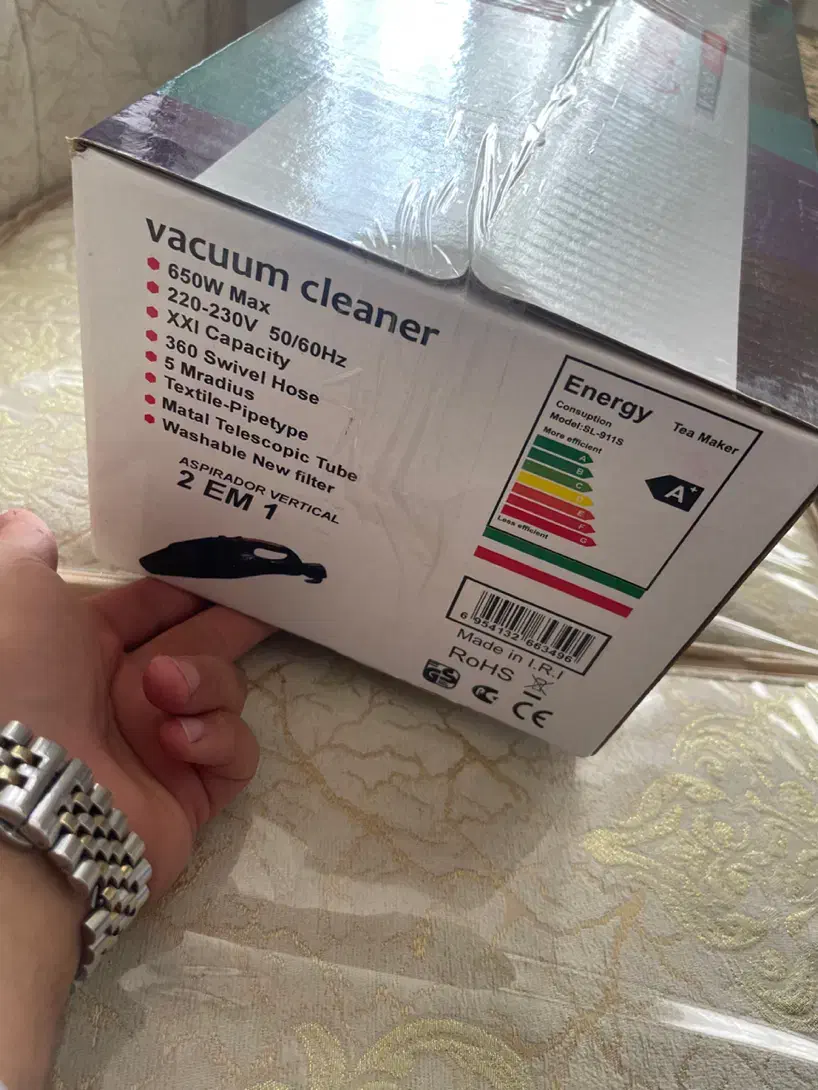 vacuum cleaner
650W Max
220-230V 50/60Hz
XXI Capacity
360 Swivel Hose
5 Mradius
Textile-Pipetype
Matal Telescopic Tube
Washable New filter
ASPIRADOR VERTICAL
2 EM 1
Energy Tea Maker
Consuption
Model:SL-911S
More efficient
A
B
C
D
E
F
G
Less efficient
A+
6 954132 663496
Made in I.R.I
RoHS
CE